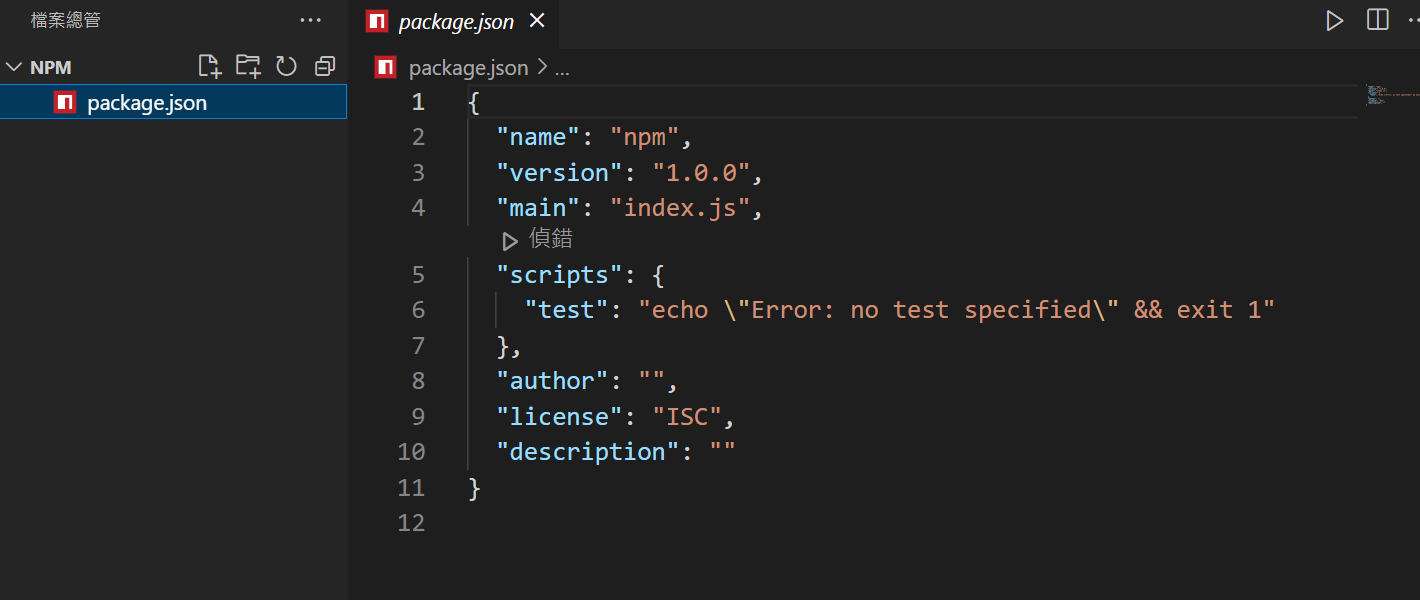 檔案總管 ...
package.json ×
NPM
package.json > ...
package.json
1 {
2 "name": "npm",
3 "version": "1.0.0",
4 "main": "index.js",
偵錯
5 "scripts": {
6 "test": "echo \"Error: no test specified\" && exit 1"
7 },
8 "author": "",
9 "license": "ISC",
10 "description": ""
11 }
12